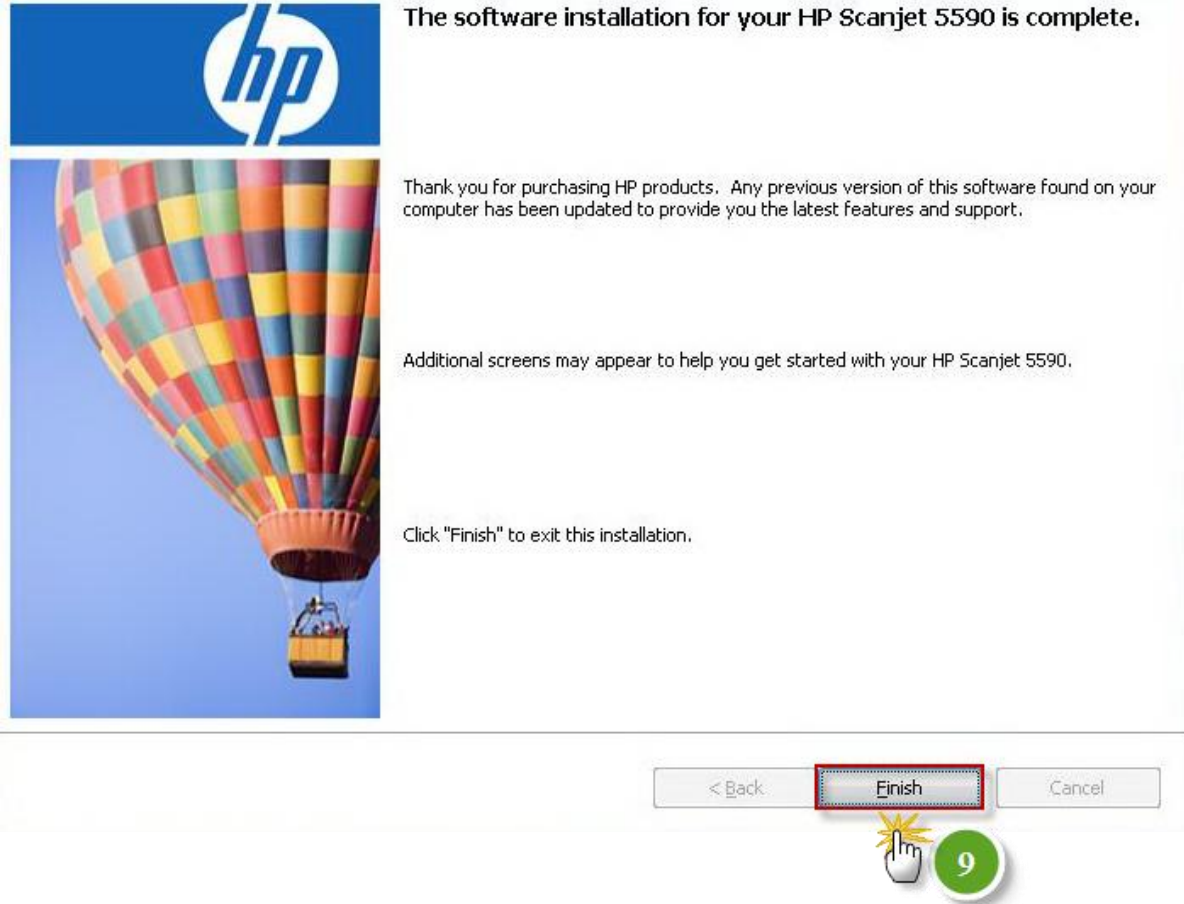 hp
The software installation for your HP Scanjet 5590 is complete.
Thank you for purchasing HP products.  Any previous version of this software found on your
computer has been updated to provide you the latest features and support.
Additional screens may appear to help you get started with your HP Scanjet 5590.
Click "Finish" to exit this installation.
< Back
Finish
Cancel
9